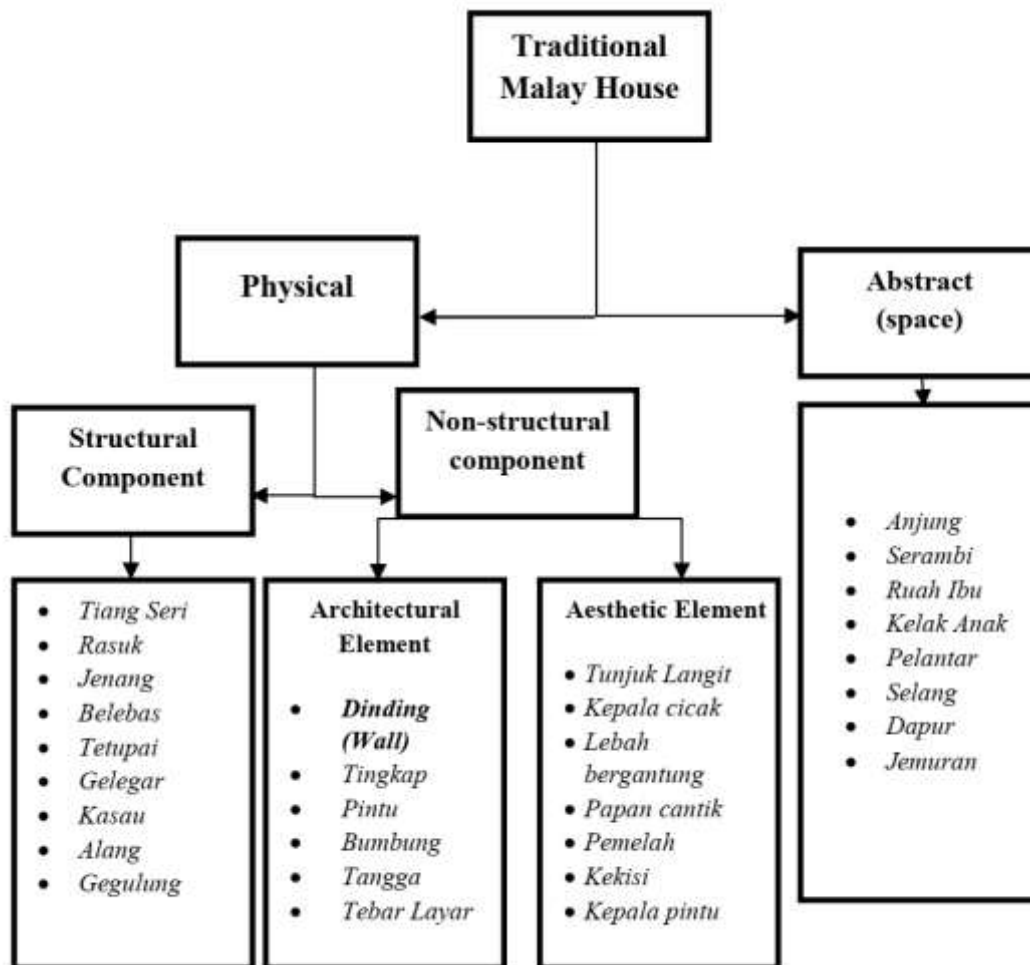 Traditional
Malay House
Physical
Abstract
(space)
Structural
Component
Non-structural
component
• Tiang Seri
• Rasuk
• Jenang
• Belebas
• Tetupai
• Gelegar
• Kasau
• Alang
• Gegulung
Architectural
Element
• Dinding
(Wall)
• Tingkap
• Pintu
• Bumbung
• Tangga
• Tebar Layar
Aesthetic Element
• Tunjuk Langit
• Kepala cicak
• Lebah
bergantung
• Papan cantik
• Pemelah
• Kekisi
• Kepala pintu
• Anjung
• Serambi
• Ruah Ibu
• Kelak Anak
• Pelantar
• Selang
• Dapur
• Jemuran